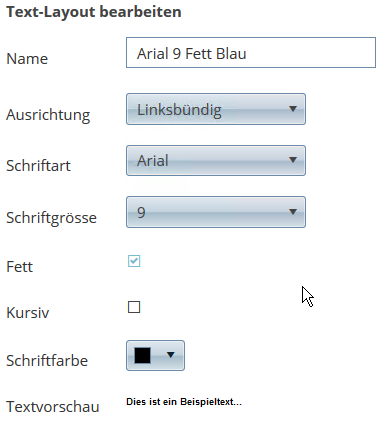 Text-Layout bearbeiten
Name Arial 9 Fett Blau
Ausrichtung Linksbündig
Schriftart Arial
Schriftgrösse 9
Fett
Kursiv
Schriftfarbe
Textvorschau Dies ist ein Beispieltext...